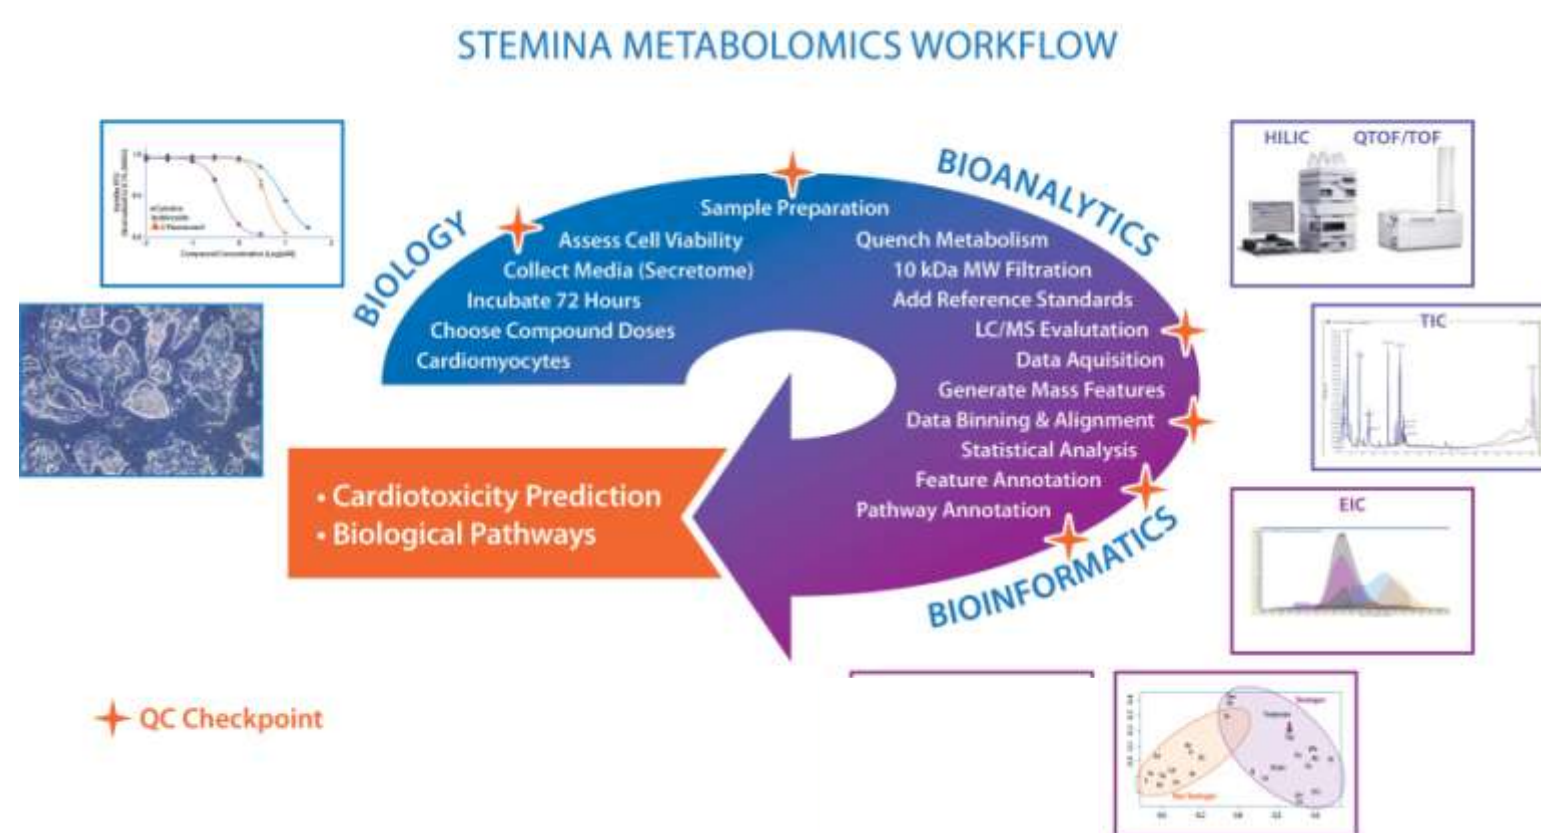 STEMINA METABOLOMICS WORKFLOW
BIOLOGY
BIOANALYTICS
BIOINFORMATICS
Sample Preparation
Assess Cell Viability
Collect Media (Secretome)
Incubate 72 Hours
Choose Compound Doses
Cardiomyocytes
Quench Metabolism
10 kDa MW Filtration
Add Reference Standards
LC/MS Evalutation
Data Aquisition
Generate Mass Features
Data Binning & Alignment
Statistical Analysis
Feature Annotation
Pathway Annotation
• Cardiotoxicity Prediction
• Biological Pathways
QC Checkpoint
HILIC QTOF/TOF
TIC
EIC